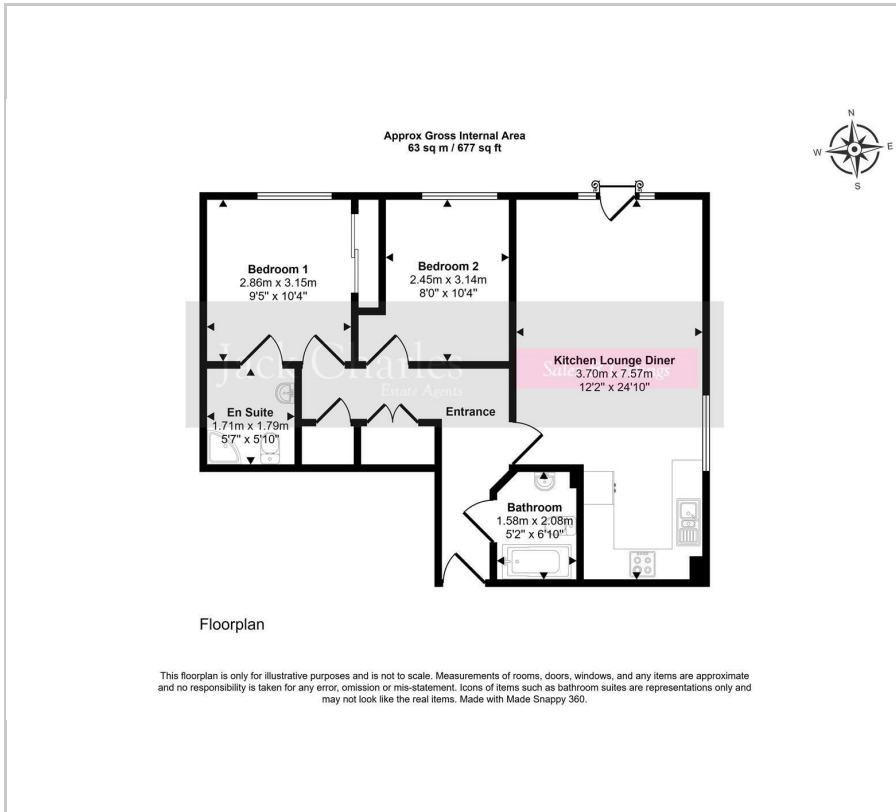 Approx Gross Internal Area
63 sq m / 677 sq ft
N
W
E
S
Bedroom 1
2.86m x 3.15m
9'5" x 10'4"
Bedroom 2
2.45m x 3.14m
8'0" x 10'4"
Kitchen Lounge Diner
3.70m x 7.57m
12'2" x 24'10"
Jack Charles
Estate Agents
En Suite
1.71m x 1.79m
5'7" x 5'10"
Entrance
Bathroom
1.58m x 2.08m
5'2" x 6'10"
Floorplan
This floorplan is only for illustrative purposes and is not to scale. Measurements of rooms, doors, windows, and any items are approximate
and no responsibility is taken for any error, omission or mis-statement. Icons of items such as bathroom suites are representations only and
may not look like the real items. Made with Made Snappy 360.